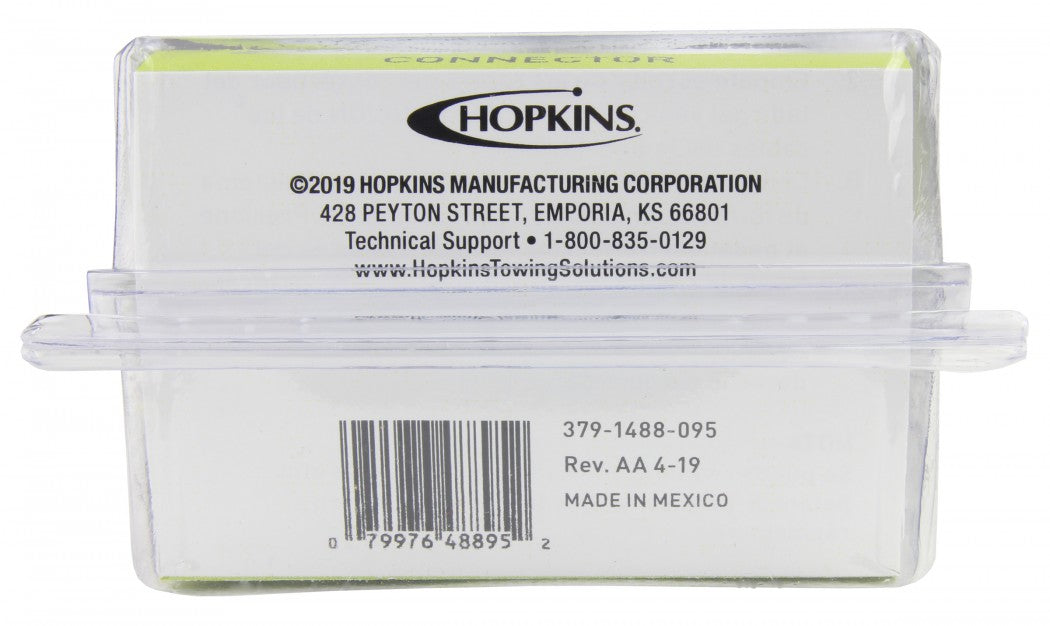 CONNECTOR
HOPKINS.
©2019 HOPKINS MANUFACTURING CORPORATION
428 PEYTON STREET, EMPORIA, KS 66801
Technical Support • 1-800-835-0129
www.HopkinsTowingSolutions.com
379-1488-095
Rev. AA 4-19
MADE IN MEXICO
0 79976 48895 2